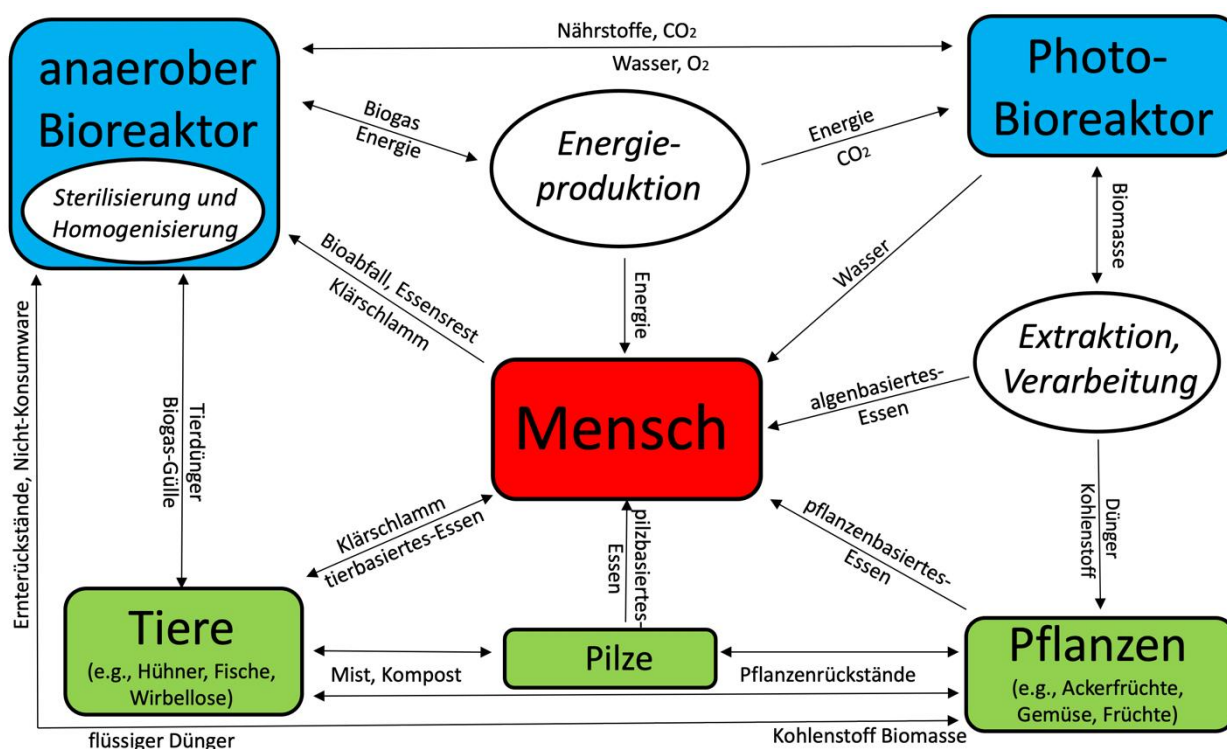 Nährstoffe, CO₂
Wasser, O₂
anaerober
Bioreaktor
Sterilisierung und
Homogenisierung
Biogas
Energie
Energie-
produktion
Energie
CO₂
Photo-
Bioreaktor
Bioabfall, Essensrest
Klärschlamm
Energie
Wasser
Biomasse
Extraktion,
Verarbeitung
algenbasiertes-
Essen
Mensch
Ernterückstände, Nicht-Konsumware
Tierdünger
Biogas-Gülle
Klärschlamm
tierbasiertes-Essen
pilzbasiertes-
Essen
pflanzenbasiertes-
Essen
Dünger
Kohlenstoff
Tiere
(e.g., Hühner, Fische,
Wirbellose)
Mist, Kompost
Pilze
Pflanzenrückstände
Pflanzen
(e.g., Ackerfrüchte,
Gemüse, Früchte)
flüssiger Dünger
Kohlenstoff Biomasse